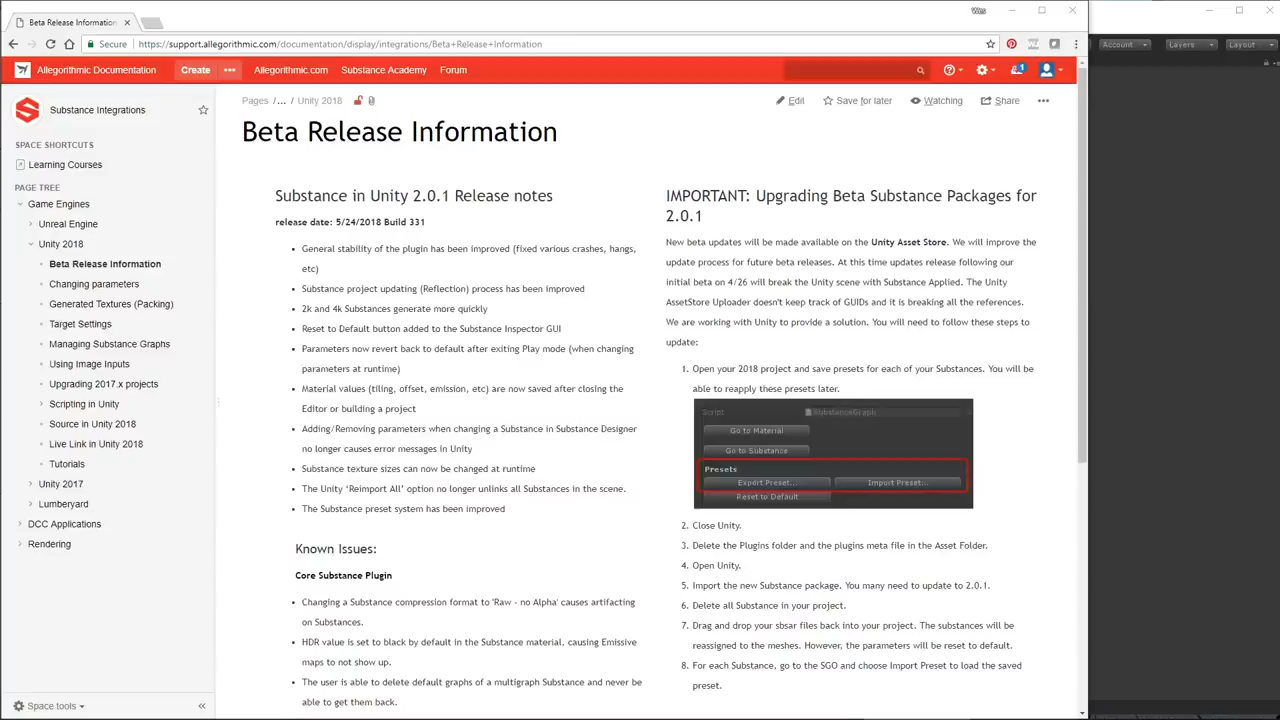 Beta Release Information
Wes
Secure
https://support.allegorithmic.com/documentation/display/integrations/Beta+Release+Information
Account
Layers
Layout
Allegorithmic Documentation
Create
Allegorithmic.com
Substance Academy
Forum
1
Substance Integrations
SPACE SHORTCUTS
Learning Courses
PAGE TREE
Game Engines
Unreal Engine
Unity 2018
Beta Release Information
Changing parameters
Generated Textures (Packing)
Target Settings
Managing Substance Graphs
Using Image Inputs
Upgrading 2017.x projects
Scripting in Unity
Source in Unity 2018
Live Link in Unity 2018
Tutorials
Unity 2017
Lumberyard
DCC Applications
Rendering
Space tools
Pages /... / Unity 2018
Edit
Save for later
Watching
Share
Beta Release Information
Substance in Unity 2.0.1 Release notes
release date: 5/24/2018 Build 331
• General stability of the plugin has been improved (fixed various crashes, hangs,
etc)
• Substance project updating (Reflection) process has been improved
• 2k and 4k Substances generate more quickly
• Reset to Default button added to the Substance Inspector GUI
• Parameters now revert back to default after exiting Play mode (when changing
parameters at runtime)
• Material values (tiling, offset, emission, etc) are now saved after closing the
Editor or building a project
• Adding/Removing parameters when changing a Substance in Substance Designer
no longer causes error messages in Unity
• Substance texture sizes can now be changed at runtime
• The Unity ‘Reimport All’ option no longer unlinks all Substances in the scene.
• The Substance preset system has been improved
Known Issues:
Core Substance Plugin
• Changing a Substance compression format to 'Raw - no Alpha' causes artifacting
on Substances.
• HDR value is set to black by default in the Substance material, causing Emissive
maps to not show up.
• The user is able to delete default graphs of a multigraph Substance and never be
able to get them back.
IMPORTANT: Upgrading Beta Substance Packages for
2.0.1
New beta updates will be made available on the Unity Asset Store. We will improve the
update process for future beta releases. At this time updates release following our
initial beta on 4/26 will break the Unity scene with Substance Applied. The Unity
AssetStore Uploader doesn't keep track of GUIDs and it is breaking all the references.
We are working with Unity to provide a solution. You will need to follow these steps to
update:
1. Open your 2018 project and save presets for each of your Substances. You will be
able to reapply these presets later.
Script
SubstanceGraph
Go to Material
Go to Substance
Presets
Export Preset...
Import Preset...
Reset to Default
2. Close Unity.
3. Delete the Plugins folder and the plugins meta file in the Asset Folder.
4. Open Unity.
5. Import the new Substance package. You many need to update to 2.0.1.
6. Delete all Substance in your project.
7. Drag and drop your sbsar files back into your project. The substances will be
reassigned to the meshes. However, the parameters will be reset to default.
8. For each Substance, go to the SGO and choose Import Preset to load the saved
preset.